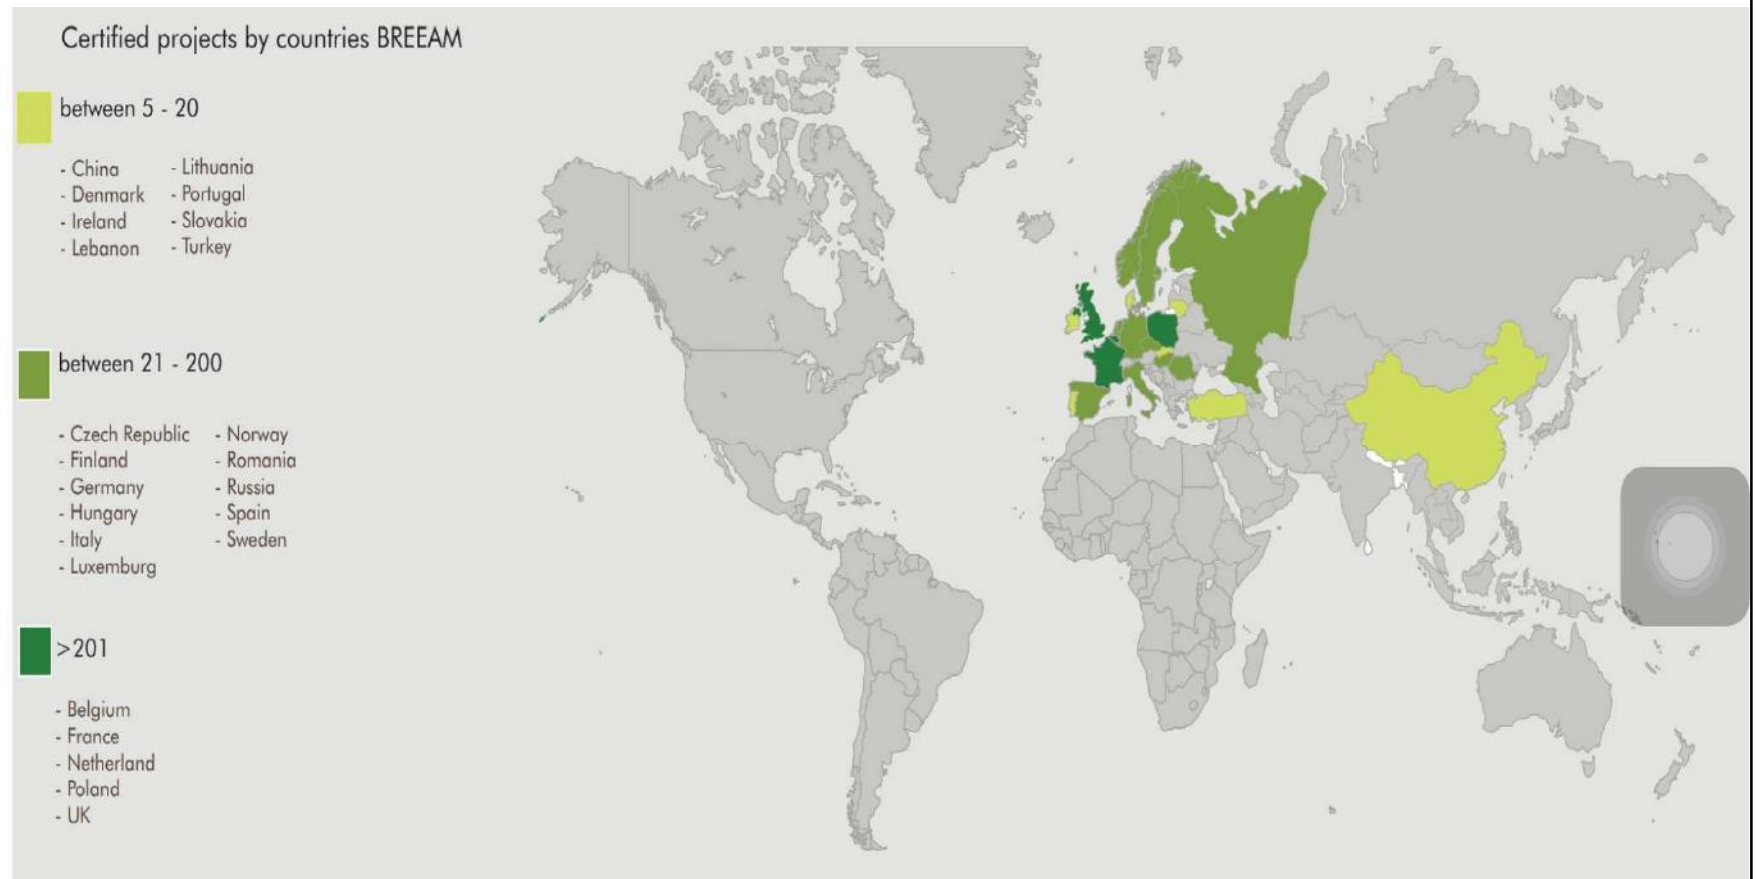 Certified projects by countries BREEAM
between 5 - 20
- China
- Denmark
- Ireland
- Lebanon
- Lithuania
- Portugal
- Slovakia
- Turkey
between 21 - 200
- Czech Republic
- Finland
- Germany
- Hungary
- Italy
- Luxemburg
- Norway
- Romania
- Russia
- Spain
- Sweden
>201
- Belgium
- France
- Netherland
- Poland
- UK